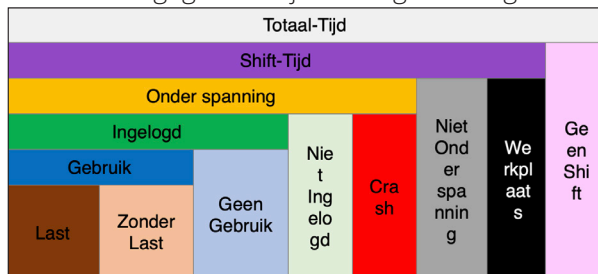 Totaal-Tijd
Shift-Tijd
Onder spanning
Ingelogd
Gebruik
Last
Zonder
Last
Geen
Gebruik
Nie
t
Ing
elo
gd
Cra
sh
Niet
Ond
er
spa
nnin
g
We
rkpl
aat
s
Ge
en
Shi
ft